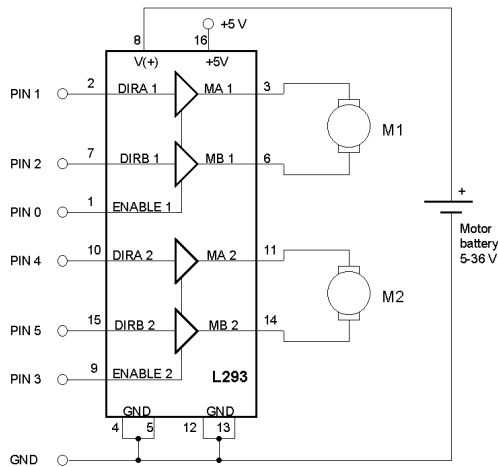 +5 V
8
16
V(+)
+5V
PIN 1
2
DIRA 1
MA 1
3
M1
PIN 2
7
DIRB 1
MB 1
6
PIN 0
1
ENABLE 1
+
Motor
battery
5-36 V
PIN 4
10
DIRA 2
MA 2
11
M2
PIN 5
15
DIRB 2
MB 2
14
PIN 3
9
ENABLE 2
L293
GND
GND
4
5
12
13
GND